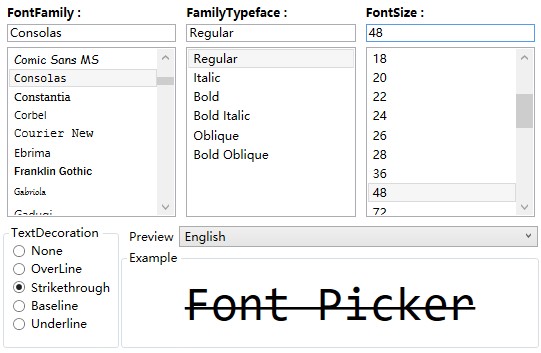 FontFamily :
Consolas
Comic Sans MS
Consolas
Constantia
Corbel
Courier New
Ebrima
Franklin Gothic
Gabriola
Gadugi
FamilyTypeface :
Regular
Regular
Italic
Bold
Bold Italic
Oblique
Bold Oblique
FontSize :
48
18
20
22
24
26
28
36
48
72
TextDecoration
None
OverLine
Strikethrough
Baseline
Underline
Preview English
Example
Font Picker